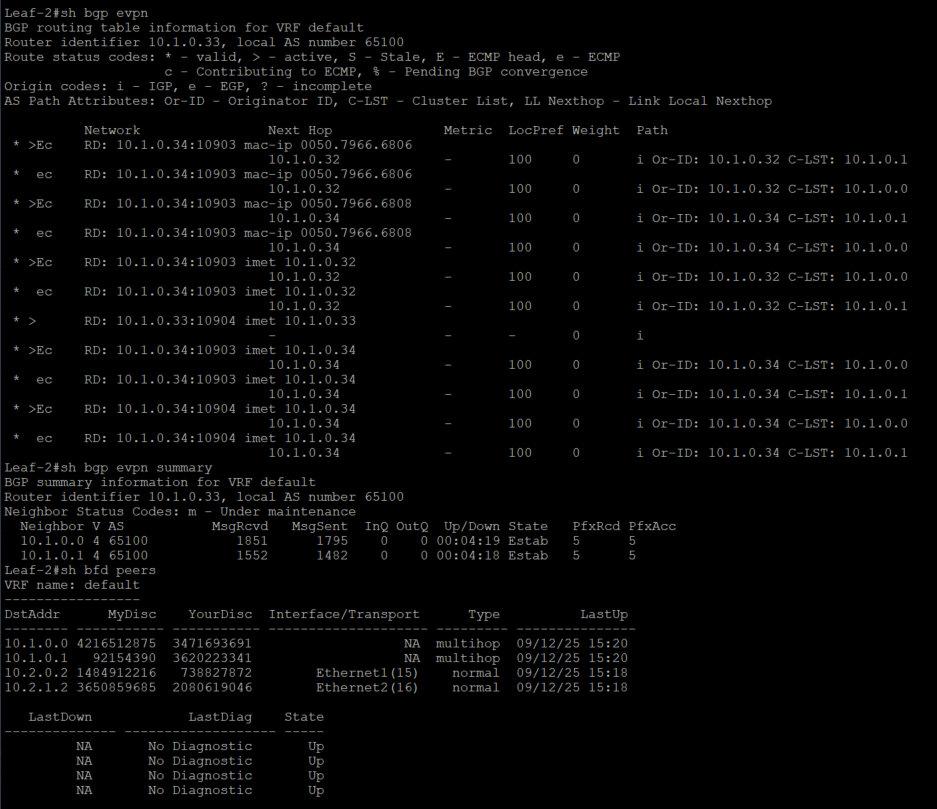 Leaf-2#sh bgp evpn
BGP routing table information for VRF default
Router identifier 10.1.0.33, local AS number 65100
Route status codes: * - valid, > - active, S - Stale, E - ECMP head, e - ECMP
                    c - Contributing to ECMP, % - Pending BGP convergence
Origin codes: i - IGP, e - EGP, ? - incomplete
AS Path Attributes: Or-ID - Originator ID, C-LST - Cluster List, LL Nexthop - Link Local Nexthop

          Network                Next Hop              Metric  LocPref Weight  Path
 * >Ec    RD: 10.1.0.34:10903 mac-ip 0050.7966.6806
                                 10.1.0.32             -       100     0       i Or-ID: 10.1.0.32 C-LST: 10.1.0.1
 *  ec    RD: 10.1.0.34:10903 mac-ip 0050.7966.6806
                                 10.1.0.32             -       100     0       i Or-ID: 10.1.0.32 C-LST: 10.1.0.0
 * >Ec    RD: 10.1.0.34:10903 mac-ip 0050.7966.6808
                                 10.1.0.34             -       100     0       i Or-ID: 10.1.0.34 C-LST: 10.1.0.1
 *  ec    RD: 10.1.0.34:10903 mac-ip 0050.7966.6808
                                 10.1.0.34             -       100     0       i Or-ID: 10.1.0.34 C-LST: 10.1.0.0
 * >Ec    RD: 10.1.0.34:10903 imet 10.1.0.32
                                 10.1.0.32             -       100     0       i Or-ID: 10.1.0.32 C-LST: 10.1.0.0
 *  ec    RD: 10.1.0.34:10903 imet 10.1.0.32
                                 10.1.0.32             -       100     0       i Or-ID: 10.1.0.32 C-LST: 10.1.0.1
 * >      RD: 10.1.0.33:10904 imet 10.1.0.33
                                 -                     -       -       0       i
 * >Ec    RD: 10.1.0.34:10903 imet 10.1.0.34
                                 10.1.0.34             -       100     0       i Or-ID: 10.1.0.34 C-LST: 10.1.0.0
 *  ec    RD: 10.1.0.34:10903 imet 10.1.0.34
                                 10.1.0.34             -       100     0       i Or-ID: 10.1.0.34 C-LST: 10.1.0.1
 * >Ec    RD: 10.1.0.34:10904 imet 10.1.0.34
                                 10.1.0.34             -       100     0       i Or-ID: 10.1.0.34 C-LST: 10.1.0.0
 *  ec    RD: 10.1.0.34:10904 imet 10.1.0.34
                                 10.1.0.34             -       100     0       i Or-ID: 10.1.0.34 C-LST: 10.1.0.1
Leaf-2#sh bgp evpn summary
BGP summary information for VRF default
Router identifier 10.1.0.33, local AS number 65100
Neighbor Status Codes: m - Under maintenance
  Neighbor V AS           MsgRcvd   MsgSent  InQ OutQ  Up/Down State   PfxRcd PfxAcc
  10.1.0.0 4 65100           1851      1795    0    0 00:04:19 Estab   5      5
  10.1.0.1 4 65100           1552      1482    0    0 00:04:18 Estab   5      5
Leaf-2#sh bfd peers
VRF name: default
-----------------
DstAddr      MyDisc    YourDisc  Interface/Transport      Type          LastUp
-------- ---------- ----------- -------------------- --------- ---------------
10.1.0.0 4216512875  3471693691                   NA  multihop  09/12/25 15:20
10.1.0.1   92154390  3620223341                   NA  multihop  09/12/25 15:20
10.2.0.2 1484912216   738827872        Ethernet1(15)    normal  09/12/25 15:18
10.2.1.2 3650859685  2080619046        Ethernet2(16)    normal  09/12/25 15:18

   LastDown            LastDiag    State
-------------- ------------------- -----
         NA       No Diagnostic       Up
         NA       No Diagnostic       Up
         NA       No Diagnostic       Up
         NA       No Diagnostic       Up